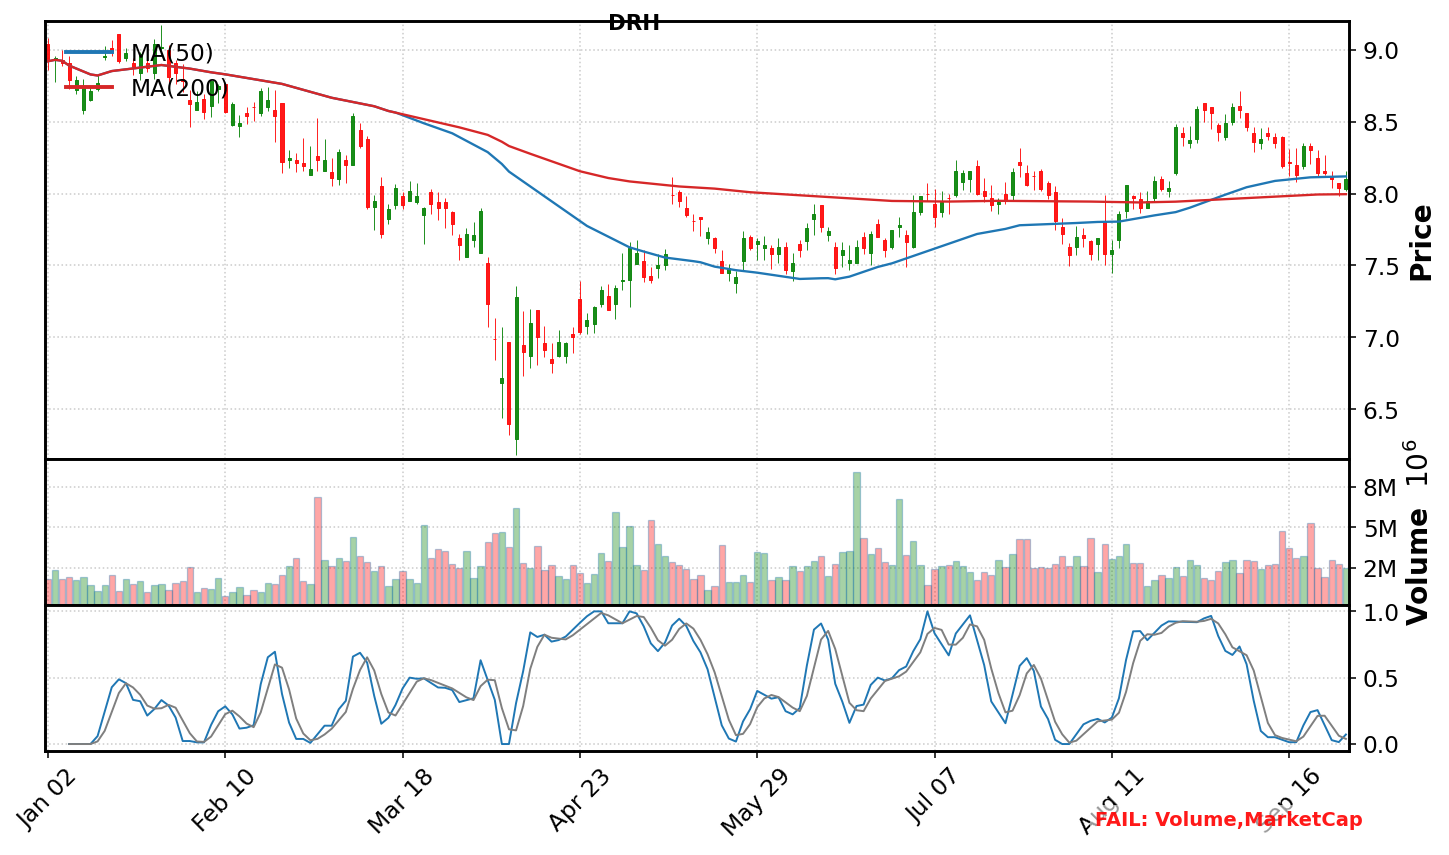 DRH
MA(50)
MA(200)
9.0
8.5
8.0
7.5
7.0
6.5
Price
8M
5M
2M
Volume 10^6
1.0
0.5
0.0
Jan 02
Feb 10
Mar 18
Apr 23
May 29
Jul 07
Aug 11
Sep 16
FAIL: Volume,MarketCap